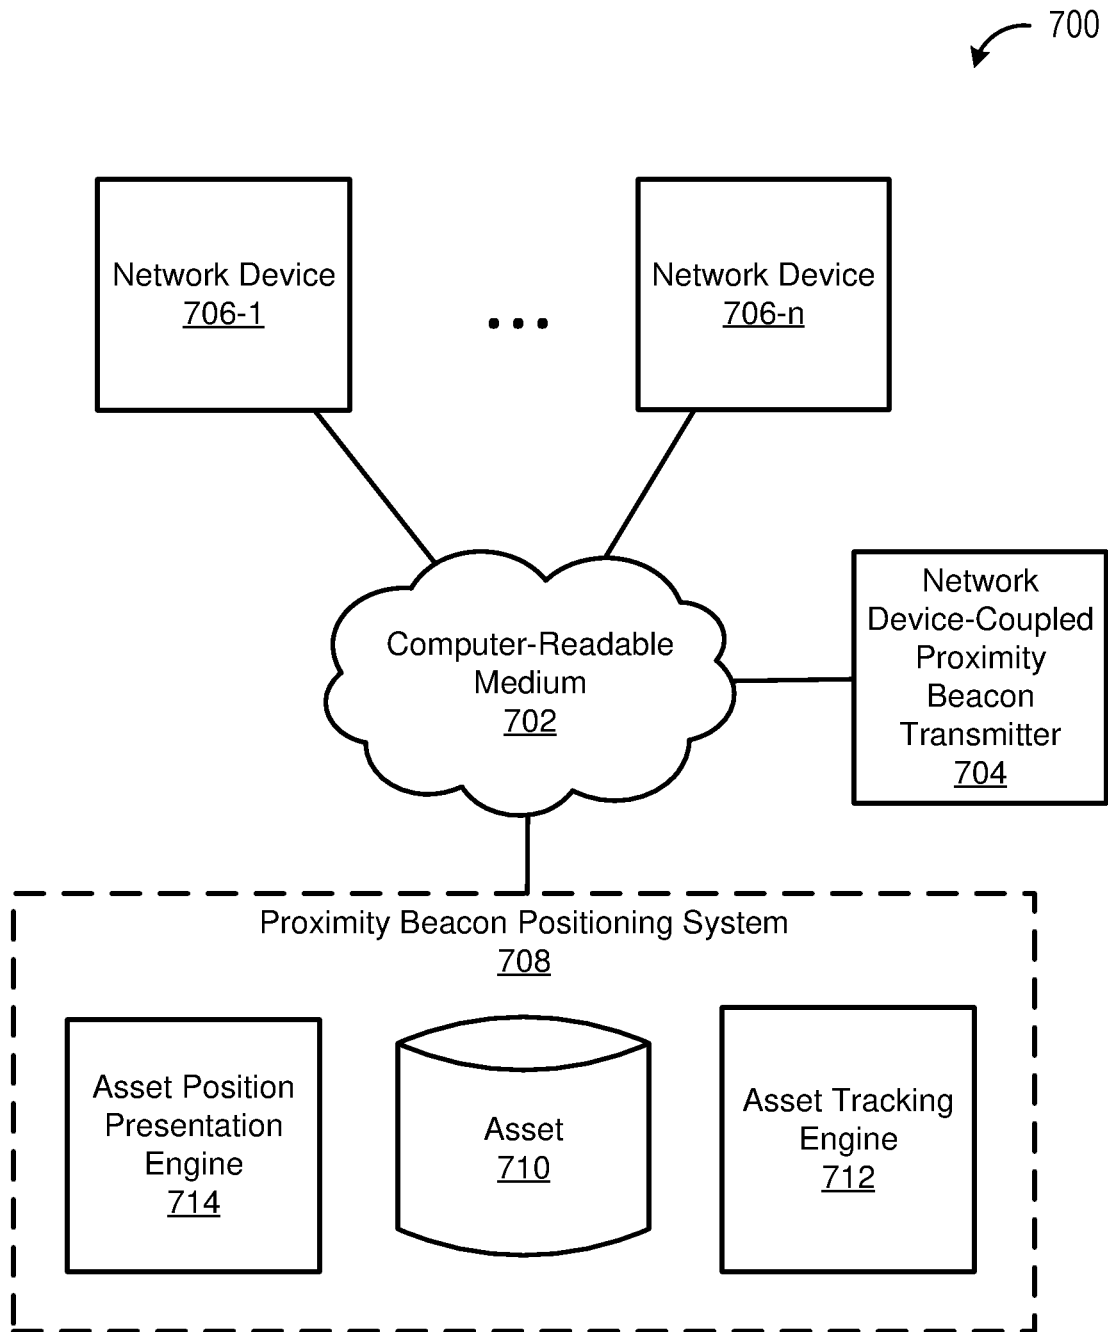 700
Network Device
706-1
...
Network Device
706-n
Computer-Readable
Medium
702
Network
Device-Coupled
Proximity
Beacon
Transmitter
704
Proximity Beacon Positioning System
708
Asset Position
Presentation
Engine
714
Asset
710
Asset Tracking
Engine
712